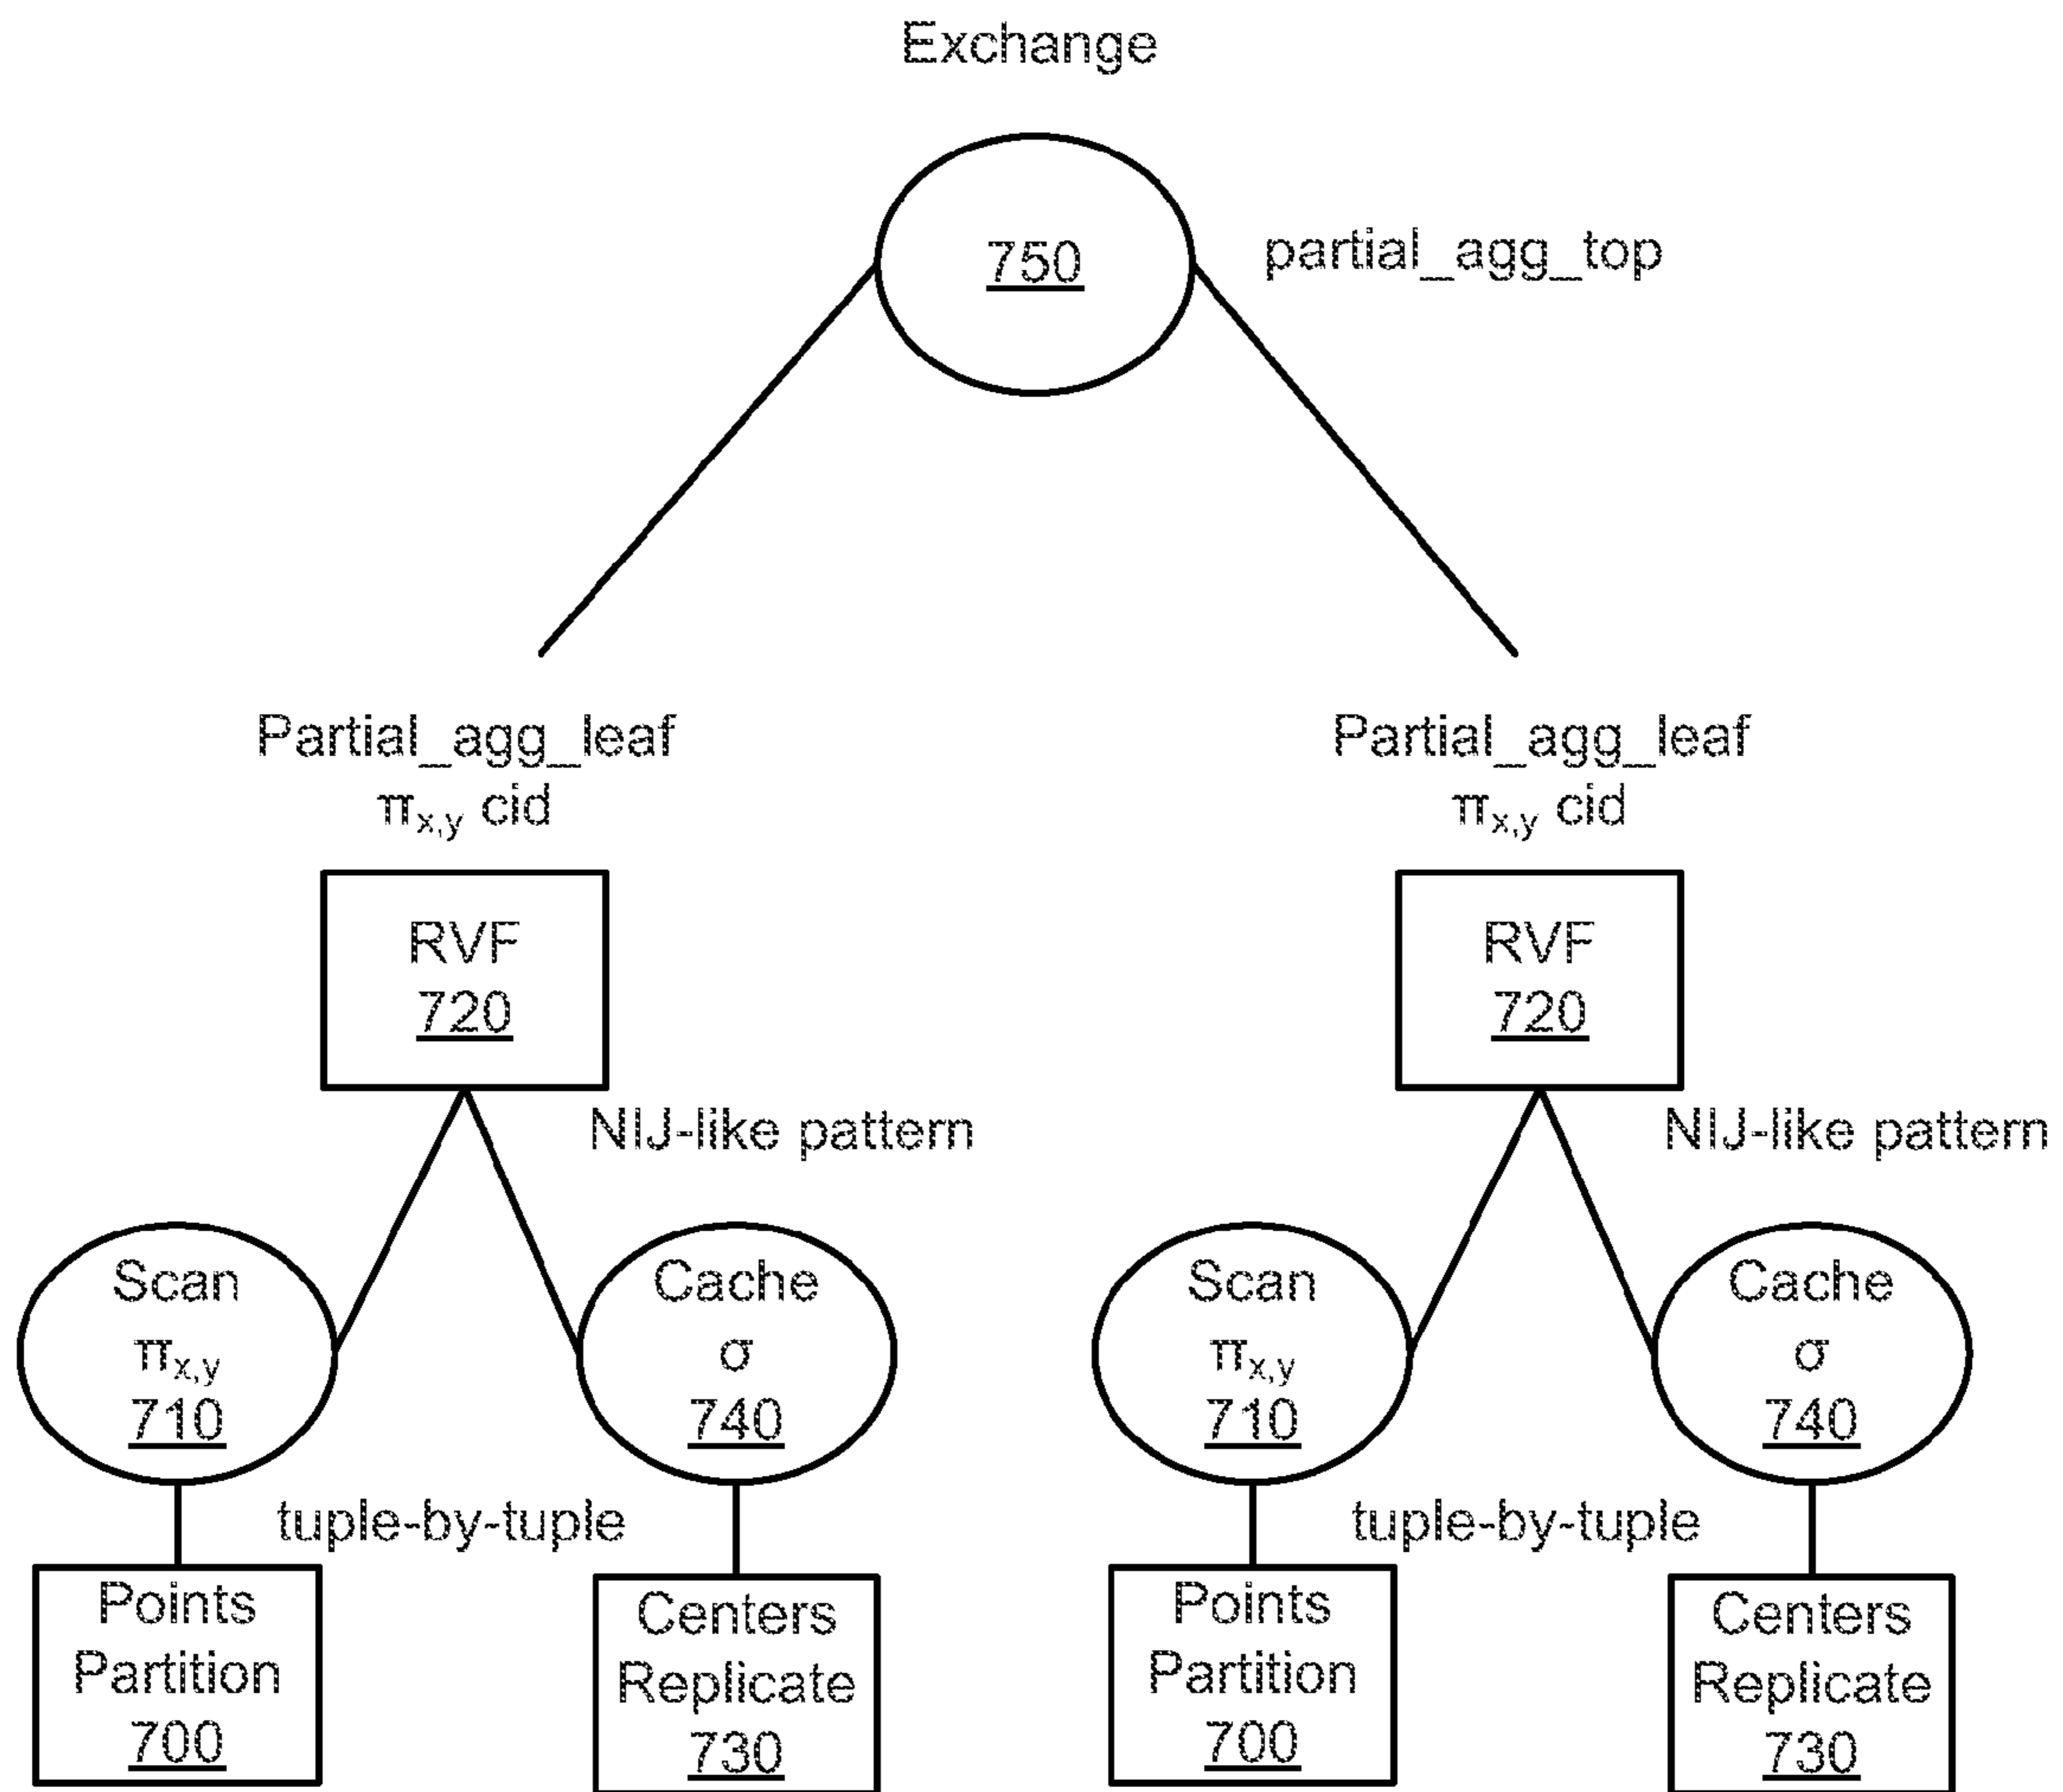 Exchange
750
partial_agg_top
Partial_agg_leaf
πx,y cid
RVF
720
NIJ-like pattern
Scan
πx,y
710
Cache
σ
740
tuple-by-tuple
Points
Partition
700
Centers
Replicate
730
Partial_agg_leaf
πx,y cid
RVF
720
NIJ-like pattern
Scan
πx,y
710
Cache
σ
740
tuple-by-tuple
Points
Partition
700
Centers
Replicate
730